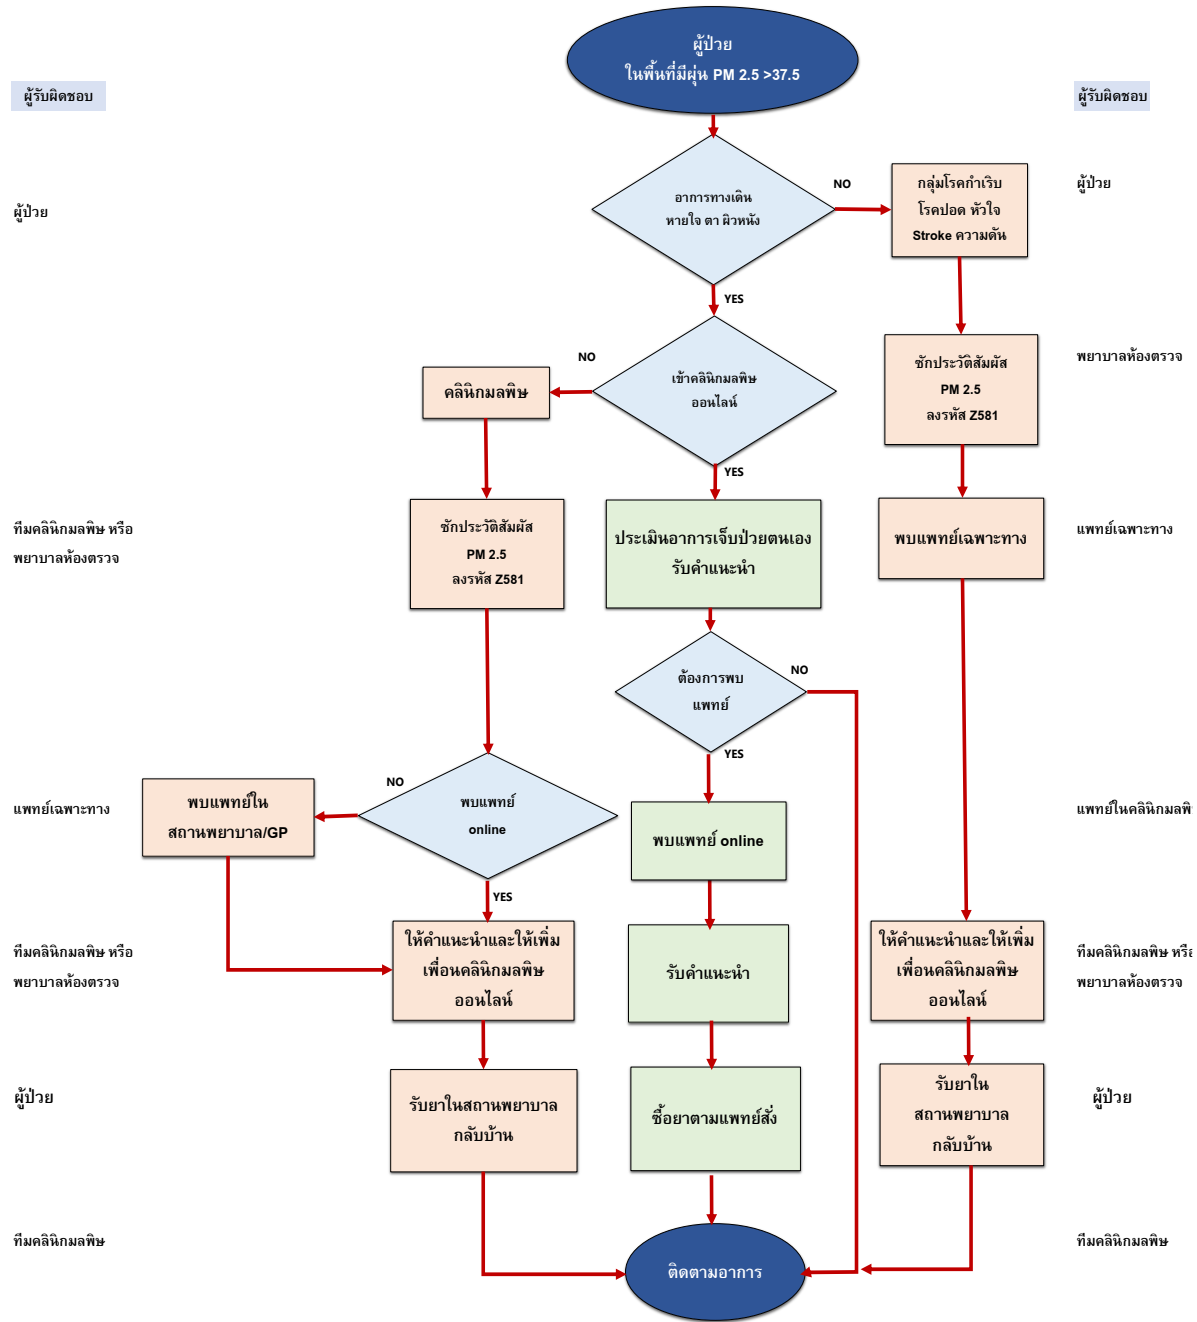 ผู้ป่วย
ในพื้นที่มีฝุ่น PM 2.5 >37.5
ผู้รับผิดชอบ
ผู้รับผิดชอบ
อาการทางเดิน
หายใจ ตา ผิวหนัง
NO
กลุ่มโรคกำเริบ
โรคปอด หัวใจ
Stroke ความดัน
ผู้ป่วย
ผู้ป่วย
YES
เข้าคลินิกมลพิษ
ออนไลน์
NO
คลินิกมลพิษ
ซักประวัติสัมผัส
PM 2.5
ลงรหัส Z581
พยาบาลห้องตรวจ
YES
ทีมคลินิกมลพิษ หรือ
พยาบาลห้องตรวจ
ซักประวัติสัมผัส
PM 2.5
ลงรหัส Z581
ประเมินอาการเจ็บป่วยตนเอง
รับคำแนะนำ
พบแพทย์เฉพาะทาง
แพทย์เฉพาะทาง
ต้องการพบ
แพทย์
NO
YES
แพทย์เฉพาะทาง
พบแพทย์ใน
สถานพยาบาล/GP
NO
พบแพทย์
online
YES
พบแพทย์ online
แพทย์ในคลินิกมลพิ
ทีมคลินิกมลพิษ หรือ
พยาบาลห้องตรวจ
ให้คำแนะนำและให้เพิ่ม
เพื่อนคลินิกมลพิษ
ออนไลน์
รับคำแนะนำ
ให้คำแนะนำและให้เพิ่ม
เพื่อนคลินิกมลพิษ
ออนไลน์
ทีมคลินิกมลพิษ หรือ
พยาบาลห้องตรวจ
ผู้ป่วย
รับยาในสถานพยาบาล
กลับบ้าน
ซื้อยาตามแพทย์สั่ง
รับยาใน
สถานพยาบาล
กลับบ้าน
ผู้ป่วย
ทีมคลินิกมลพิษ
ติดตามอาการ
ทีมคลินิกมลพิษ